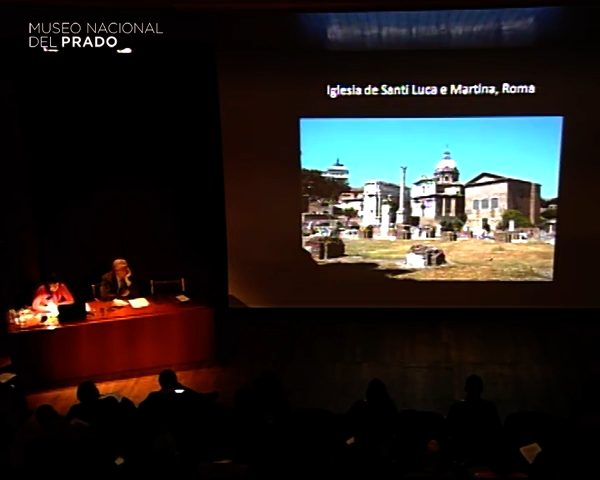 MUSEO NACIONAL
DEL PRADO
Iglesia de Santi Luca e Martina, Roma